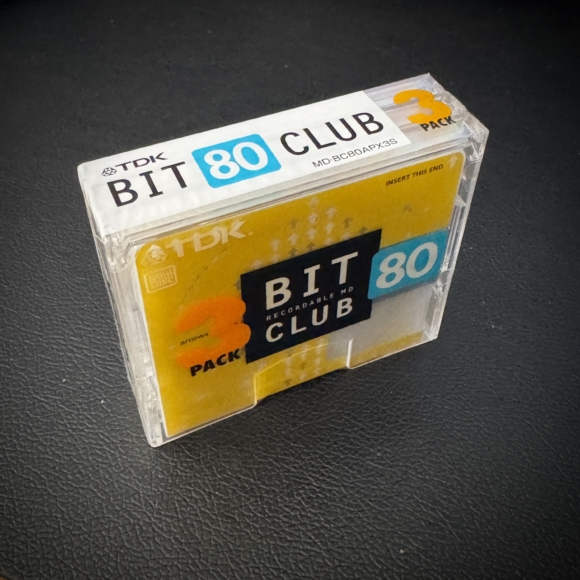 TDK
BIT 80 CLUB
MD-BC80APX3S
3
PACK
INSERT THIS END
TDK
BIT
RECORDABLE MD
CLUB
80
3
arrows
PACK